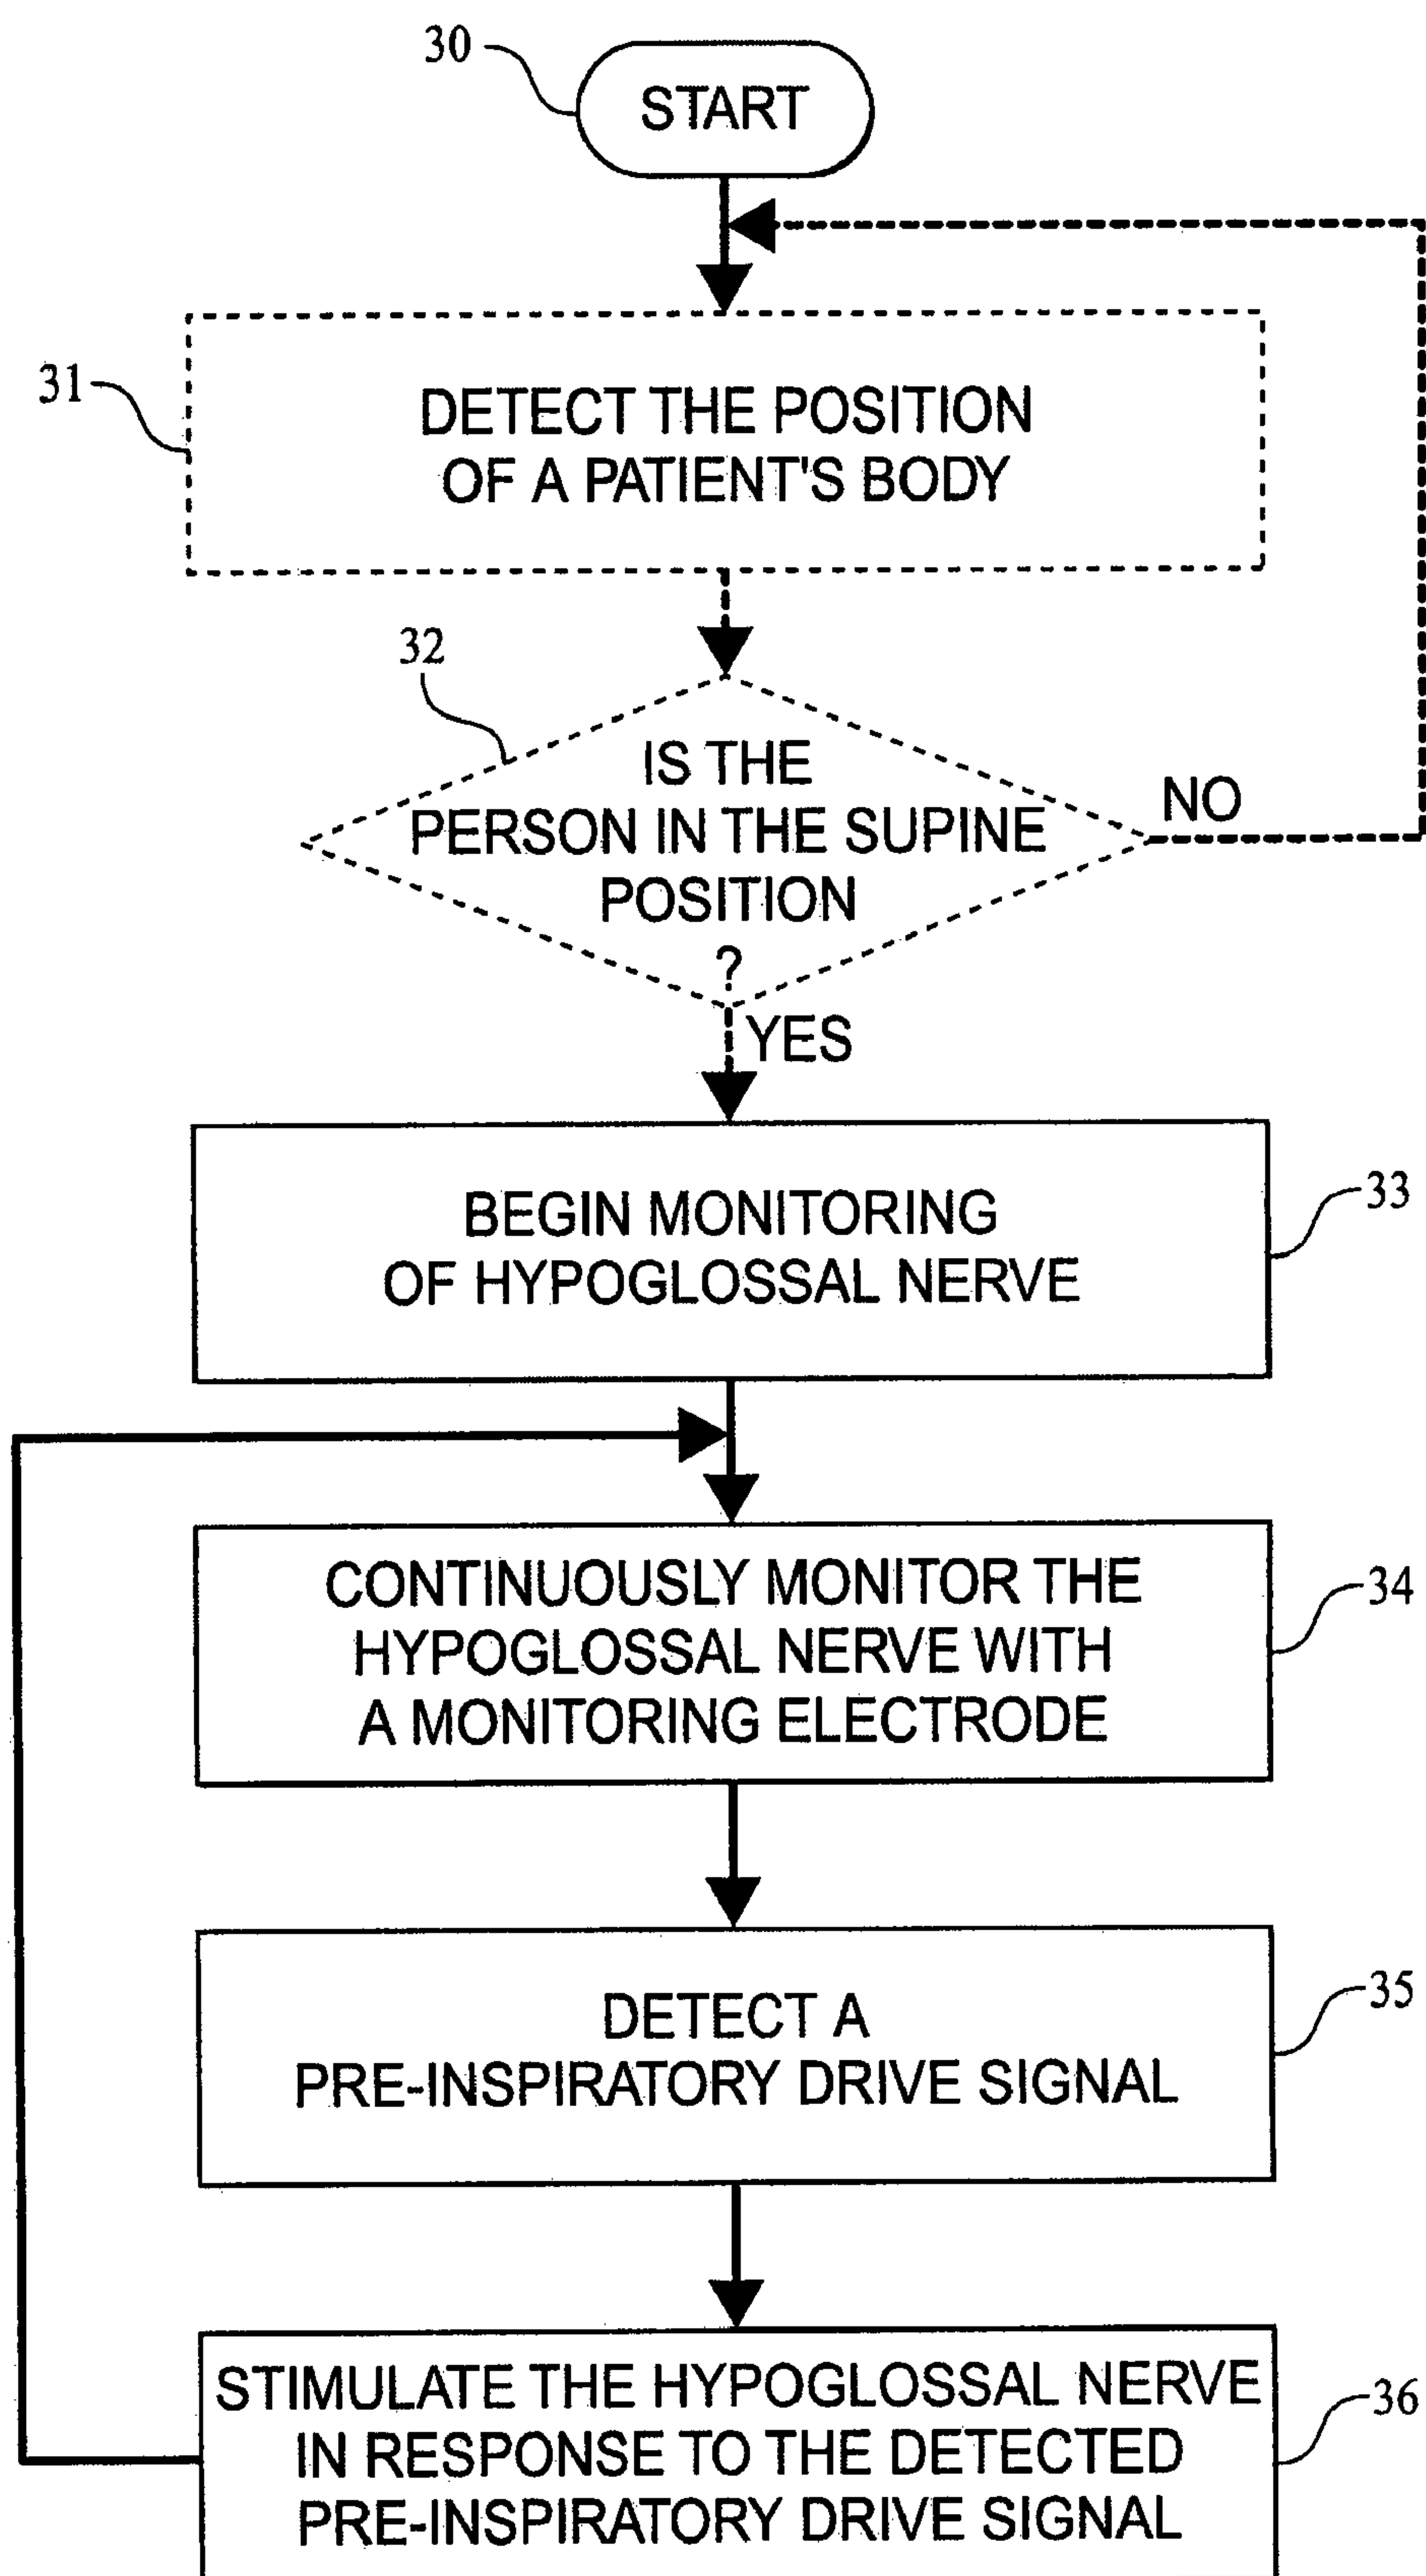 30
START
31
DETECT THE POSITION
OF A PATIENT'S BODY
32
IS THE
PERSON IN THE SUPINE
POSITION
?
NO
YES
BEGIN MONITORING
OF HYPOGLOSSAL NERVE
33
CONTINUOUSLY MONITOR THE
HYPOGLOSSAL NERVE WITH
A MONITORING ELECTRODE
34
DETECT A
PRE-INSPIRATORY DRIVE SIGNAL
35
STIMULATE THE HYPOGLOSSAL NERVE
IN RESPONSE TO THE DETECTED
PRE-INSPIRATORY DRIVE SIGNAL
36